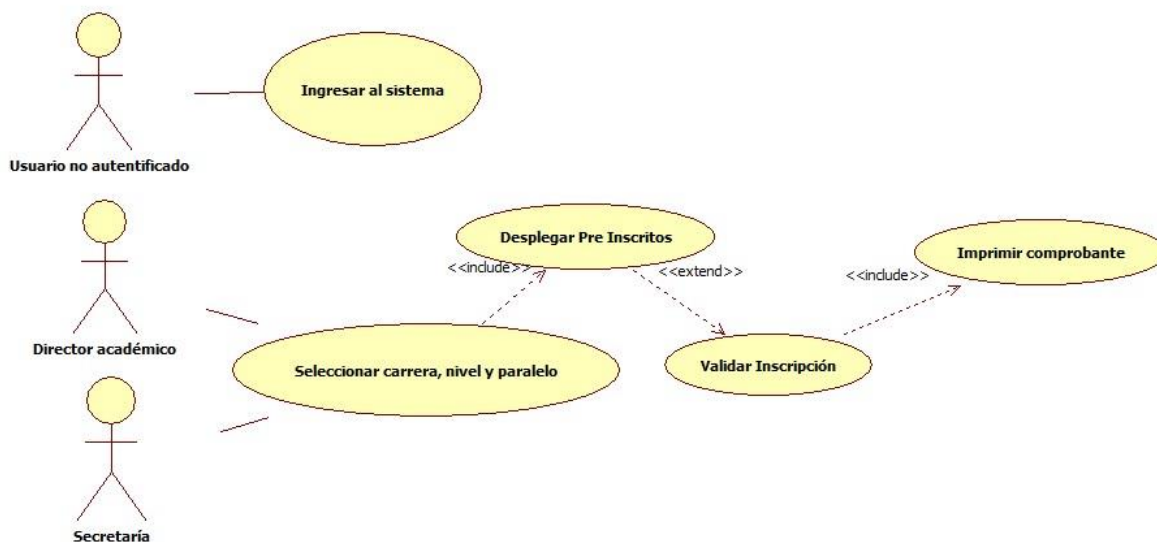 Ingresar al sistema
Usuario no autentificado
Desplegar Pre Inscritos
Imprimir comprobante
<<include>>
<<extend>>
<<include>>
Director académico
Seleccionar carrera, nivel y paralelo
Validar Inscripción
Secretaría